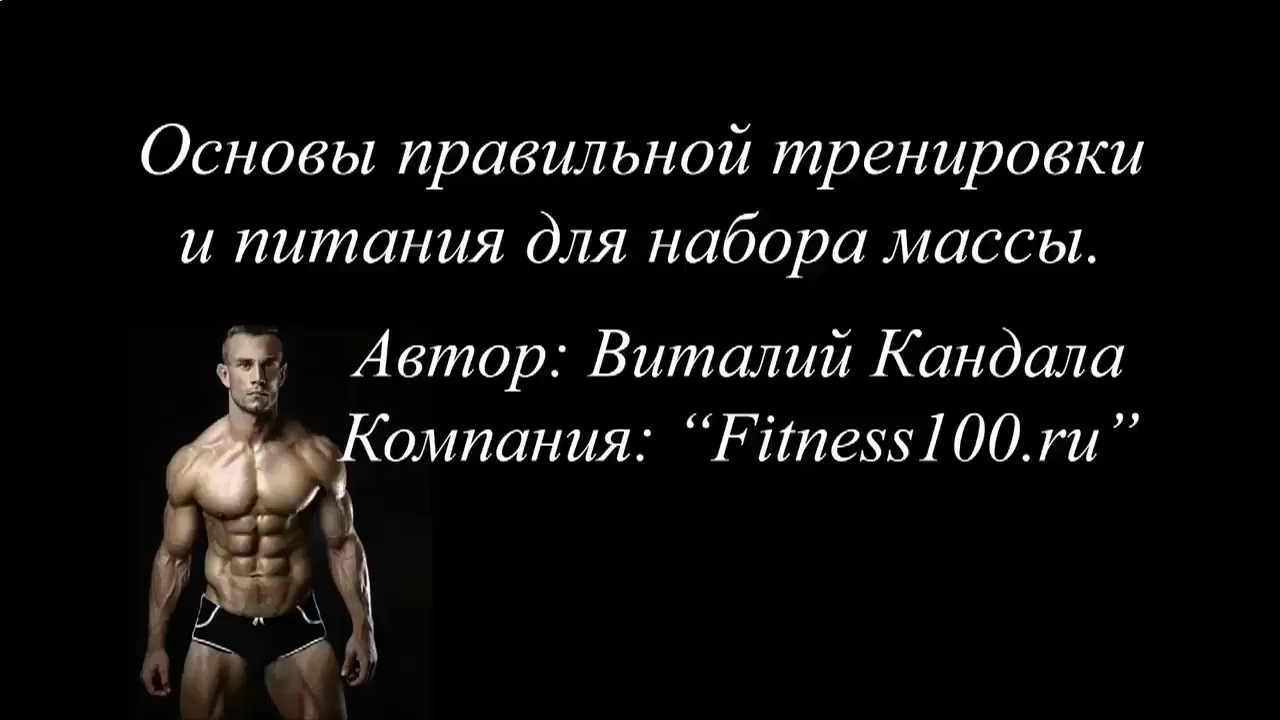 Основы правильной тренировки
и питания для набора массы.
Автор: Виталий Кандала
Компания: “Fitness100.ru”